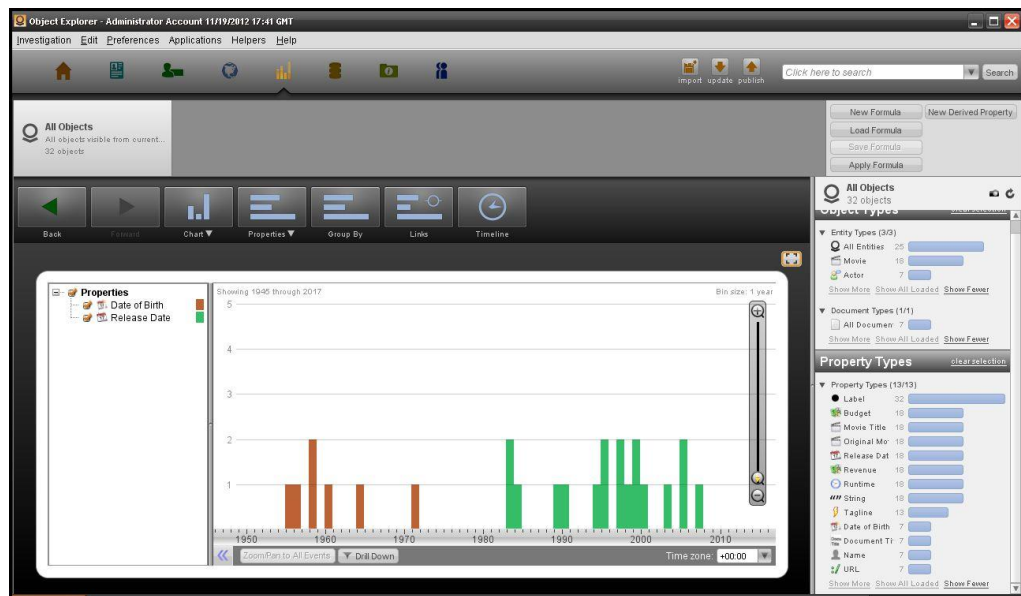 Object Explorer - Administrator Account 11/19/2012 17:41 GMT
Investigation Edit Preferences Applications Helpers Help
import update publish
Click here to search
Search
All Objects
All objects visible from current...
32 objects
New Formula
New Derived Property
Load Formula
Save Formula
Apply Formula
Back
Forward
Chart
Properties
Group By
Links
Timeline
Properties
Date of Birth
Release Date
Showing 1945 through 2017
Bin size: 1 year
5
4
3
2
1
1950 1960 1970 1980 1990 2000 2010
Zoom/Pan to All Events
Drill Down
Time zone: +00:00
All Objects
32 objects
Object Types
clear selection
Entity Types (3/3)
All Entities 25
Movie 18
Actor 7
Show More Show All Loaded Show Fewer
Document Types (1/1)
All Documen 7
Show More Show All Loaded Show Fewer
Property Types
clear selection
Property Types (13/13)
Label 32
Budget 18
Movie Title 18
Original Mo 18
Release Dat 18
Revenue 18
Runtime 18
String 18
Tagline 13
Date of Birth 7
Document Ti 7
Name 7
URL 7
Show More Show All Loaded Show Fewer